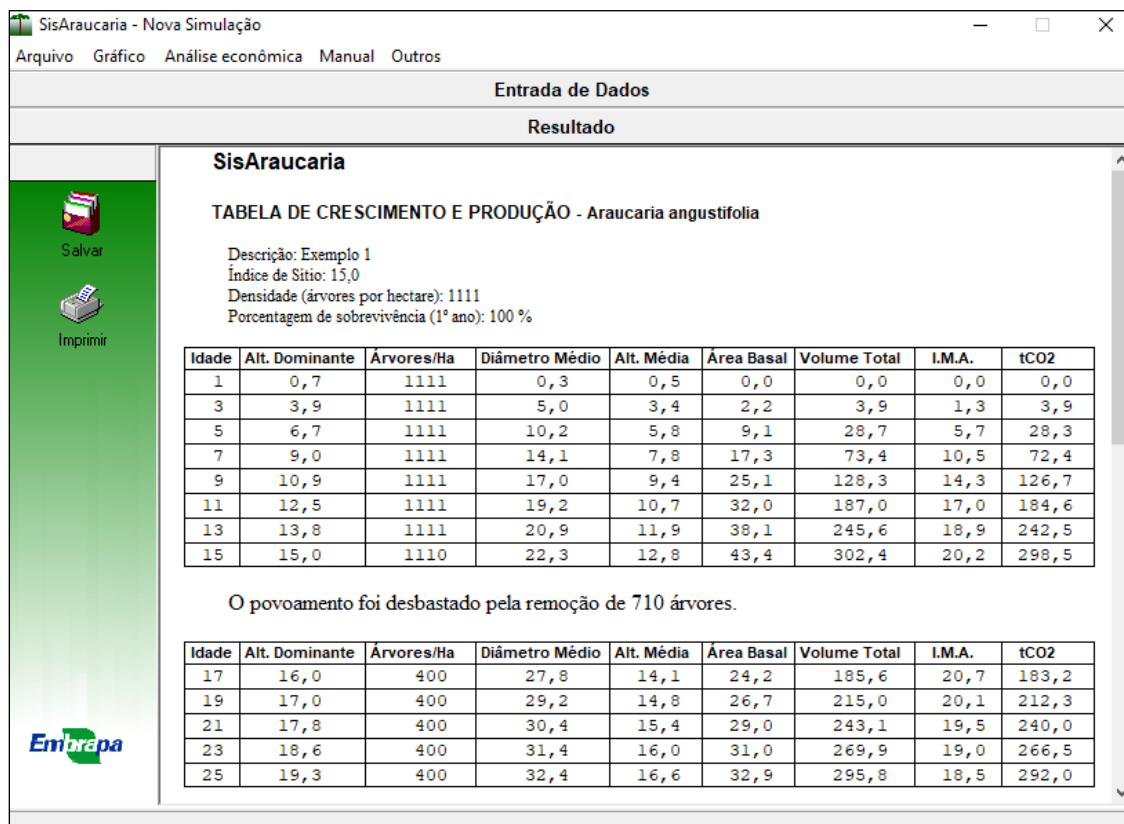 SisAraucaria - Nova Simulação
Arquivo Gráfico Análise econômica Manual Outros
Entrada de Dados
Resultado
Salvar
Imprimir
SisAraucaria
TABELA DE CRESCIMENTO E PRODUÇÃO - Araucaria angustifolia
Descrição: Exemplo 1
Índice de Sitio: 15,0
Densidade (árvores por hectare): 1111
Porcentagem de sobrevivência (1º ano): 100 %
Idade Alt. Dominante Árvores/Ha Diâmetro Médio Alt. Média Área Basal Volume Total I.M.A. tCO2
1 0,7 1111 0,3 0,5 0,0 0,0 0,0 0,0
3 3,9 1111 5,0 3,4 2,2 3,9 1,3 3,9
5 6,7 1111 10,2 5,8 9,1 28,7 5,7 28,3
7 9,0 1111 14,1 7,8 17,3 73,4 10,5 72,4
9 10,9 1111 17,0 9,4 25,1 128,3 14,3 126,7
11 12,5 1111 19,2 10,7 32,0 187,0 17,0 184,6
13 13,8 1111 20,9 11,9 38,1 245,6 18,9 242,5
15 15,0 1110 22,3 12,8 43,4 302,4 20,2 298,5
O povoamento foi desbastado pela remoção de 710 árvores.
Idade Alt. Dominante Árvores/Ha Diâmetro Médio Alt. Média Área Basal Volume Total I.M.A. tCO2
17 16,0 400 27,8 14,1 24,2 185,6 20,7 183,2
19 17,0 400 29,2 14,8 26,7 215,0 20,1 212,3
21 17,8 400 30,4 15,4 29,0 243,1 19,5 240,0
23 18,6 400 31,4 16,0 31,0 269,9 19,0 266,5
25 19,3 400 32,4 16,6 32,9 295,8 18,5 292,0
Embrapa